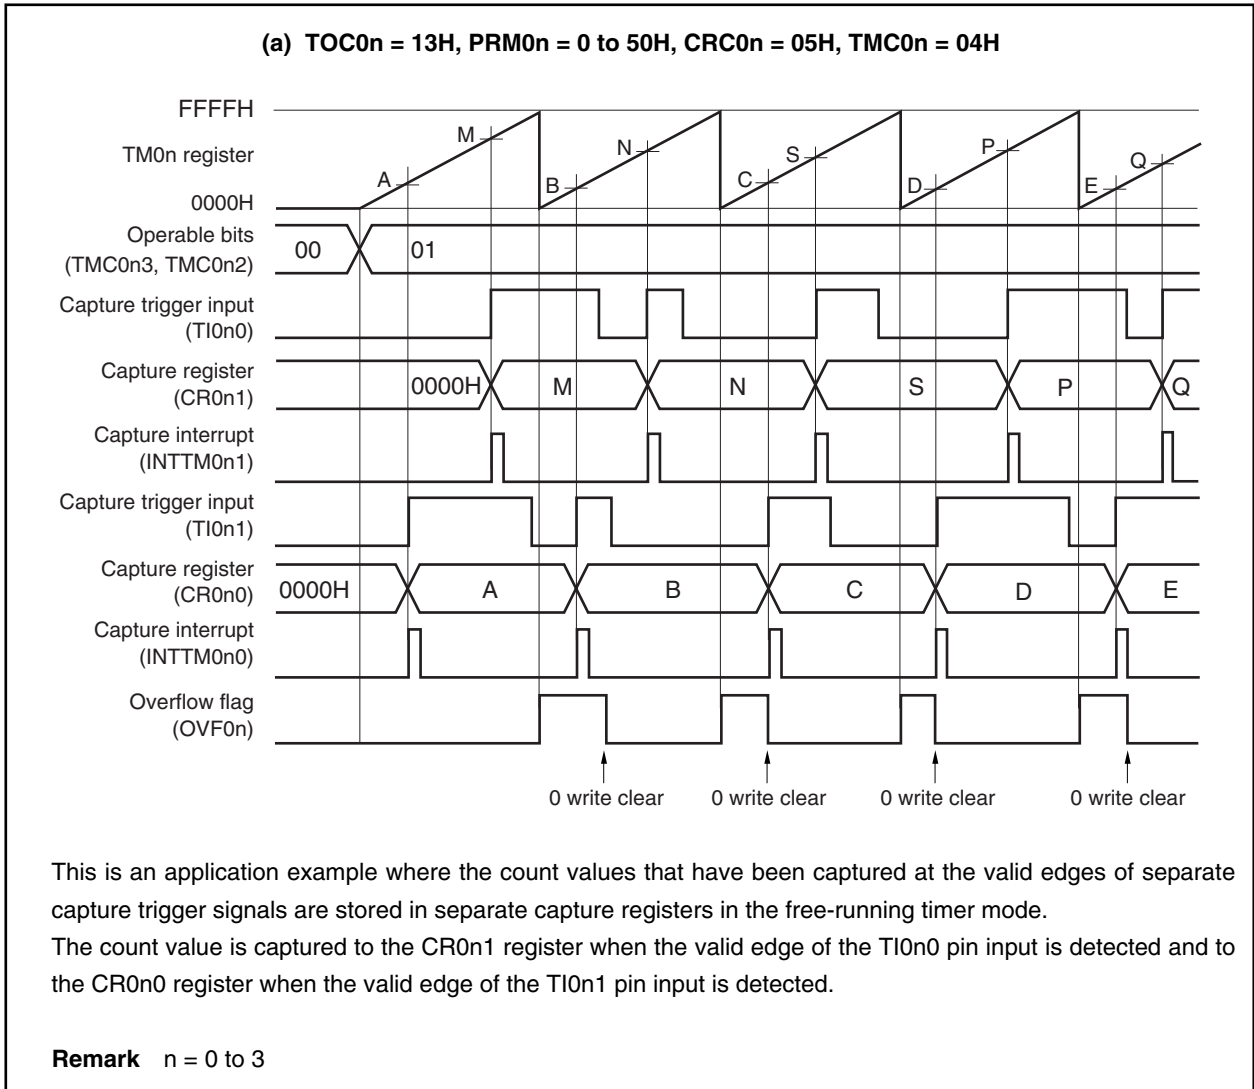 (a) TOC0n = 13H, PRM0n = 0 to 50H, CRC0n = 05H, TMC0n = 04H
FFFFH
TM0n register
0000H
A
M
B
N
C
S
D
P
E
Q
Operable bits
(TMC0n3, TMC0n2)
00
01
Capture trigger input
(TI0n0)
Capture register
(CR0n1)
0000H
M
N
S
P
Q
Capture interrupt
(INTTM0n1)
Capture trigger input
(TI0n1)
Capture register
(CR0n0)
0000H
A
B
C
D
E
Capture interrupt
(INTTM0n0)
Overflow flag
(OVF0n)
0 write clear
0 write clear
0 write clear
0 write clear
This is an application example where the count values that have been captured at the valid edges of separate
capture trigger signals are stored in separate capture registers in the free-running timer mode.
The count value is captured to the CR0n1 register when the valid edge of the TI0n0 pin input is detected and to
the CR0n0 register when the valid edge of the TI0n1 pin input is detected.
Remark n = 0 to 3